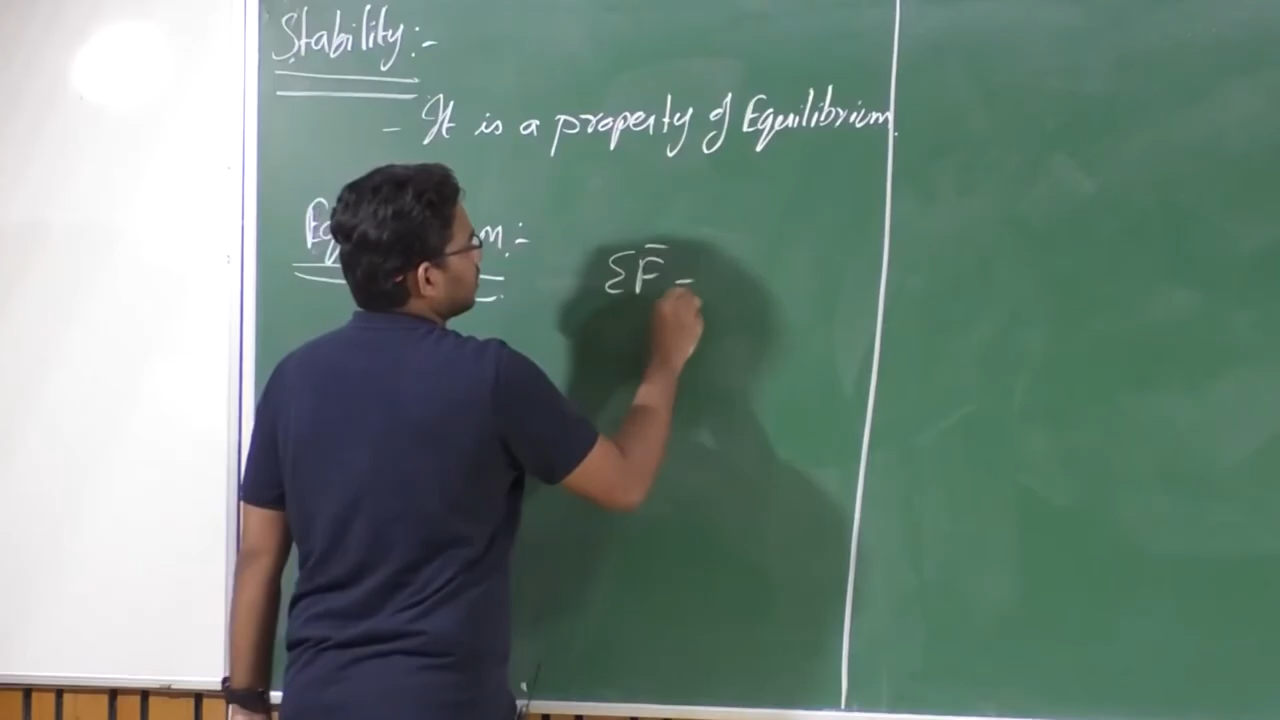 Stability:-
- It is a property of Equilibrium.
ΣF̄ =